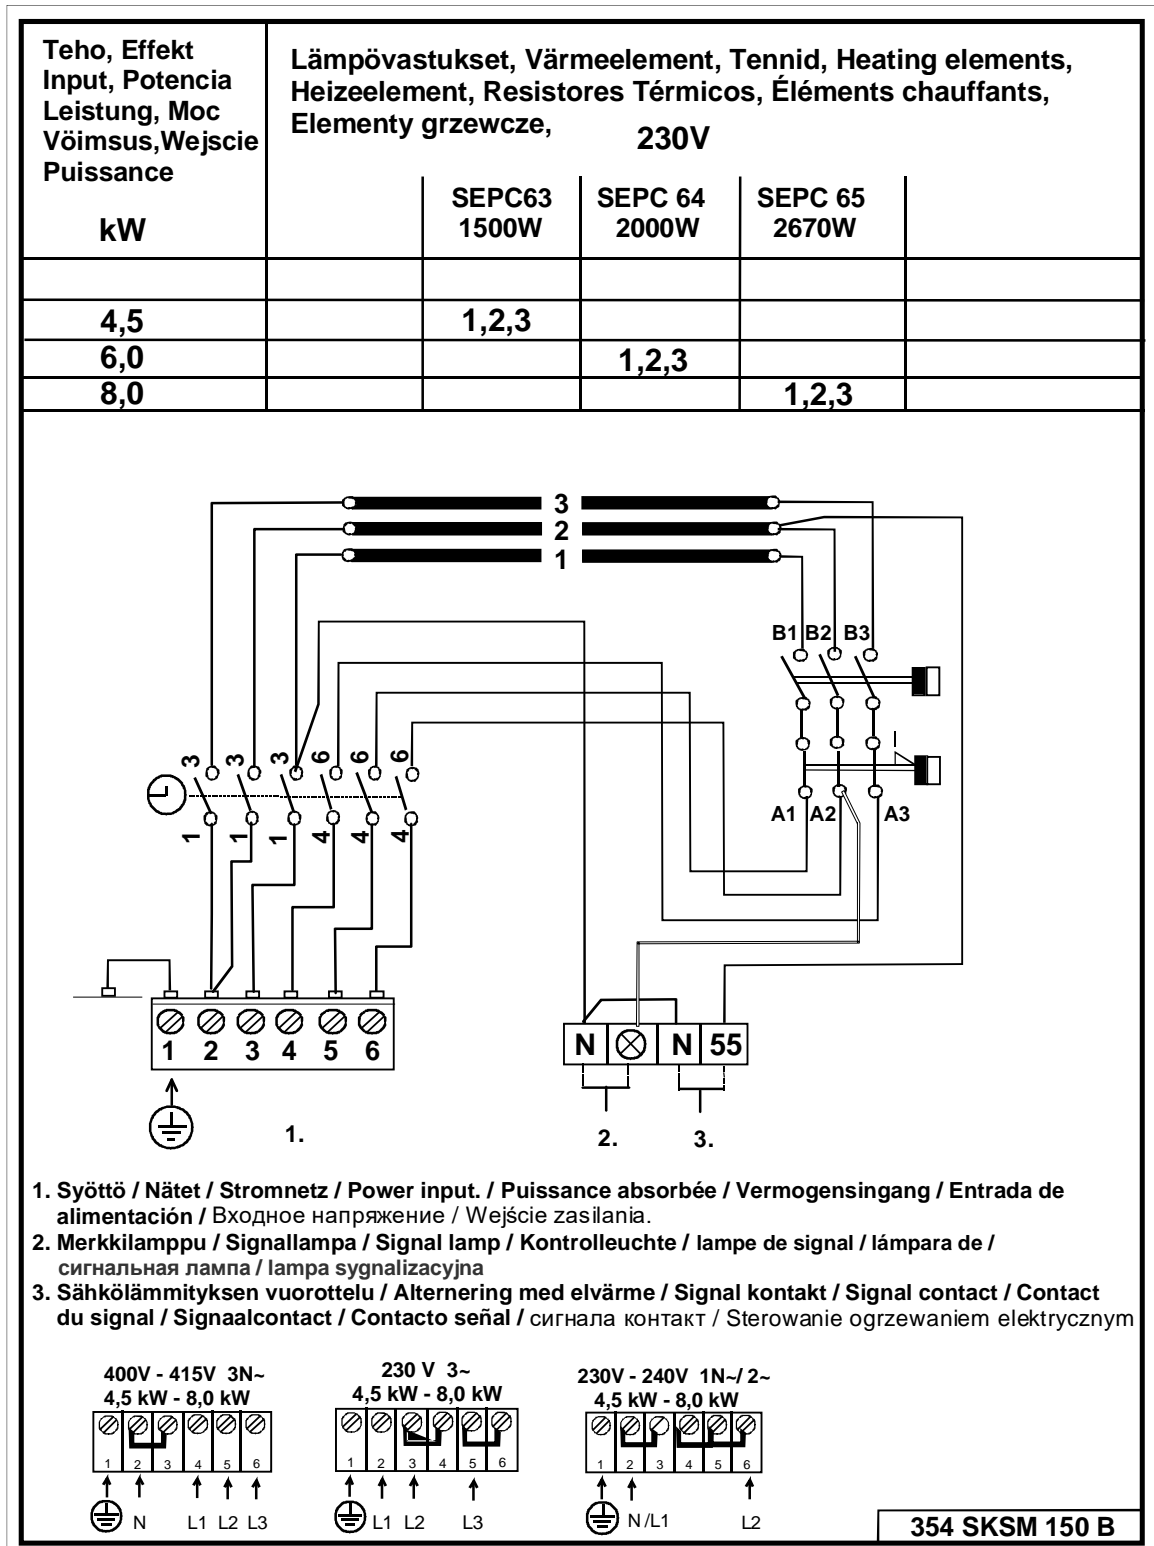 Teho, Effekt
Input, Potencia
Leistung, Moc
Vöimsus,Wejscie
Puissance
kW
Lämpövastukset, Värmeelement, Tennid, Heating elements,
Heizeelement, Resistores Térmicos, Éléments chauffants,
Elementy grzewcze, 230V
SEPC63 SEPC 64 SEPC 65
1500W 2000W 2670W
4,5 1,2,3
6,0 1,2,3
8,0 1,2,3
3
2
1
B1 B2 B3
3 3 3 6 6 6
1 1 1 4 4 4
A1 A2 A3
1 2 3 4 5 6
N N 55
1. 2. 3.
1. Syöttö / Nätet / Stromnetz / Power input. / Puissance absorbée / Vermogensingang / Entrada de
alimentación / Входное напряжение / Wejście zasilania.
2. Merkkilamppu / Signallampa / Signal lamp / Kontrolleuchte / lampe de signal / lámpara de /
сигнальная лампа / lampa sygnalizacyjna
3. Sähkölämmityksen vuorottelu / Alternering med elvärme / Signal kontakt / Signal contact / Contact
du signal / Signaalcontact / Contacto señal / сигнала контакт / Sterowanie ogrzewaniem elektrycznym
400V - 415V 3N~
4,5 kW - 8,0 kW
1 2 3 4 5 6
N L1 L2 L3
230 V 3~
4,5 kW - 8,0 kW
1 2 3 4 5 6
L1 L2 L3
230V - 240V 1N~/ 2~
4,5 kW - 8,0 kW
1 2 3 4 5 6
N /L1 L2
354 SKSM 150 B